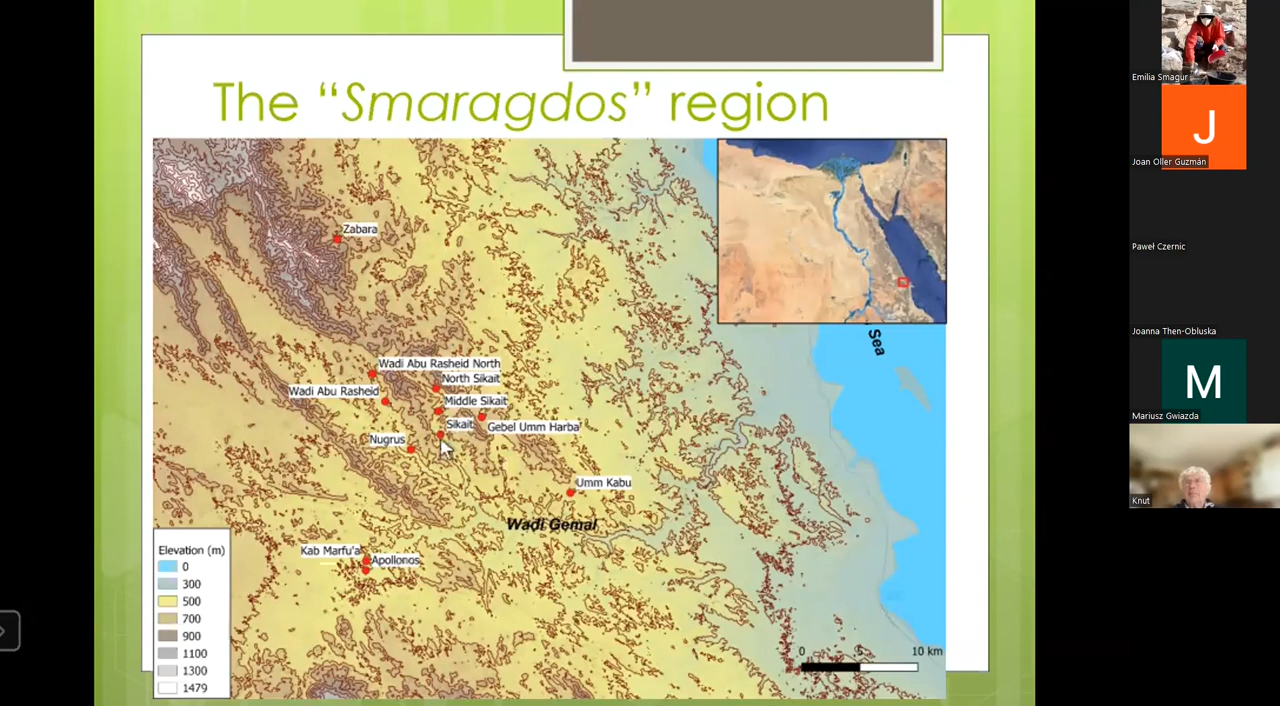 The “Smaragdos” region
Zabara
Wadi Abu Rasheid North
North Sikait
Wadi Abu Rasheid
Middle Sikait
Sikait
Gebel Umm Harba
Nugrus
Umm Kabu
Wadi Gemal
Kab Marfu'a
Apollonos
Sea
Elevation (m)
0
300
500
700
900
1100
1300
1479
0 5 10 km
Emilia Smagur
J
Joan Oller Guzmán
Paweł Czernic
Joanna Then-Obluska
M
Mariusz Gwiazda
Knut